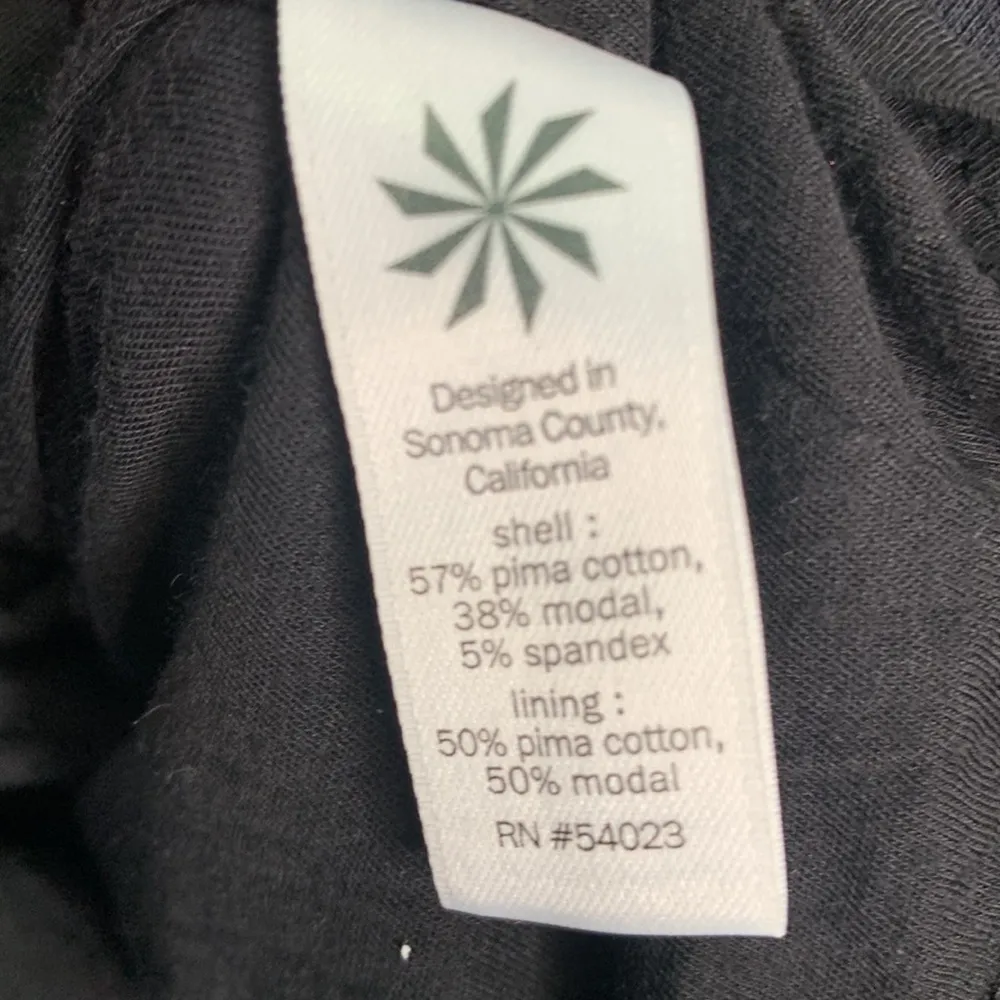 Designed in
Sonoma County,
California
shell :
57% pima cotton,
38% modal,
5% spandex
lining :
50% pima cotton,
50% modal
RN #54023